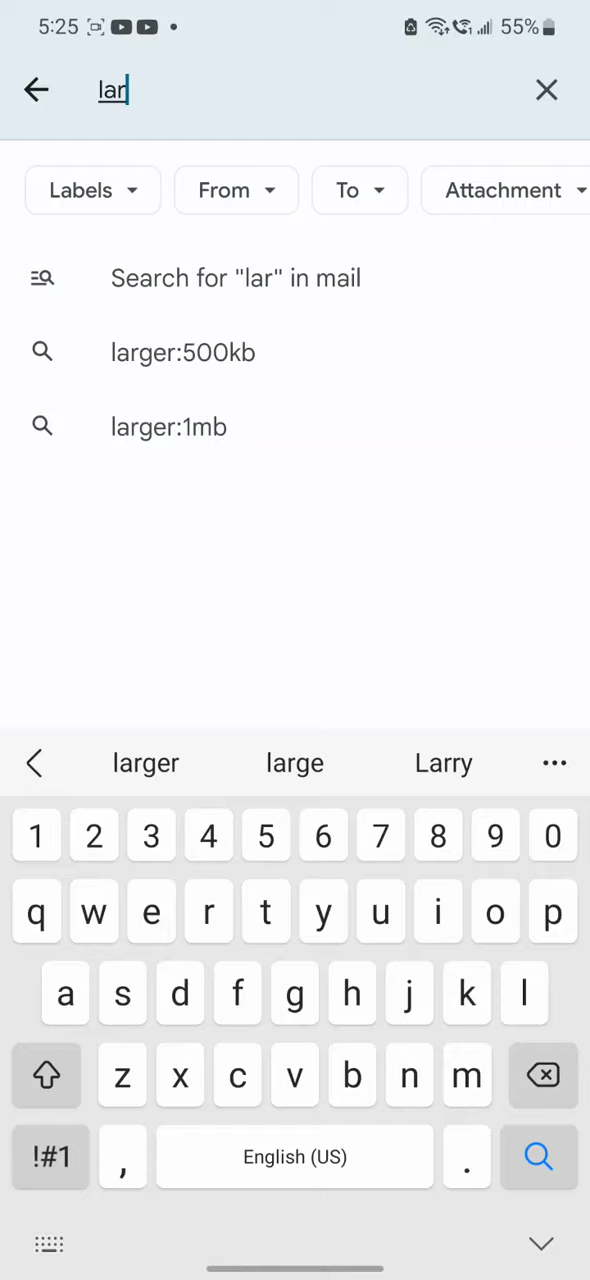 5:25 55%
lar
Labels From To Attachment
Search for "lar" in mail
larger:500kb
larger:1mb
larger large Larry ...
1 2 3 4 5 6 7 8 9 0
q w e r t y u i o p
a s d f g h j k l
z x c v b n m
!#1 , English (US) .